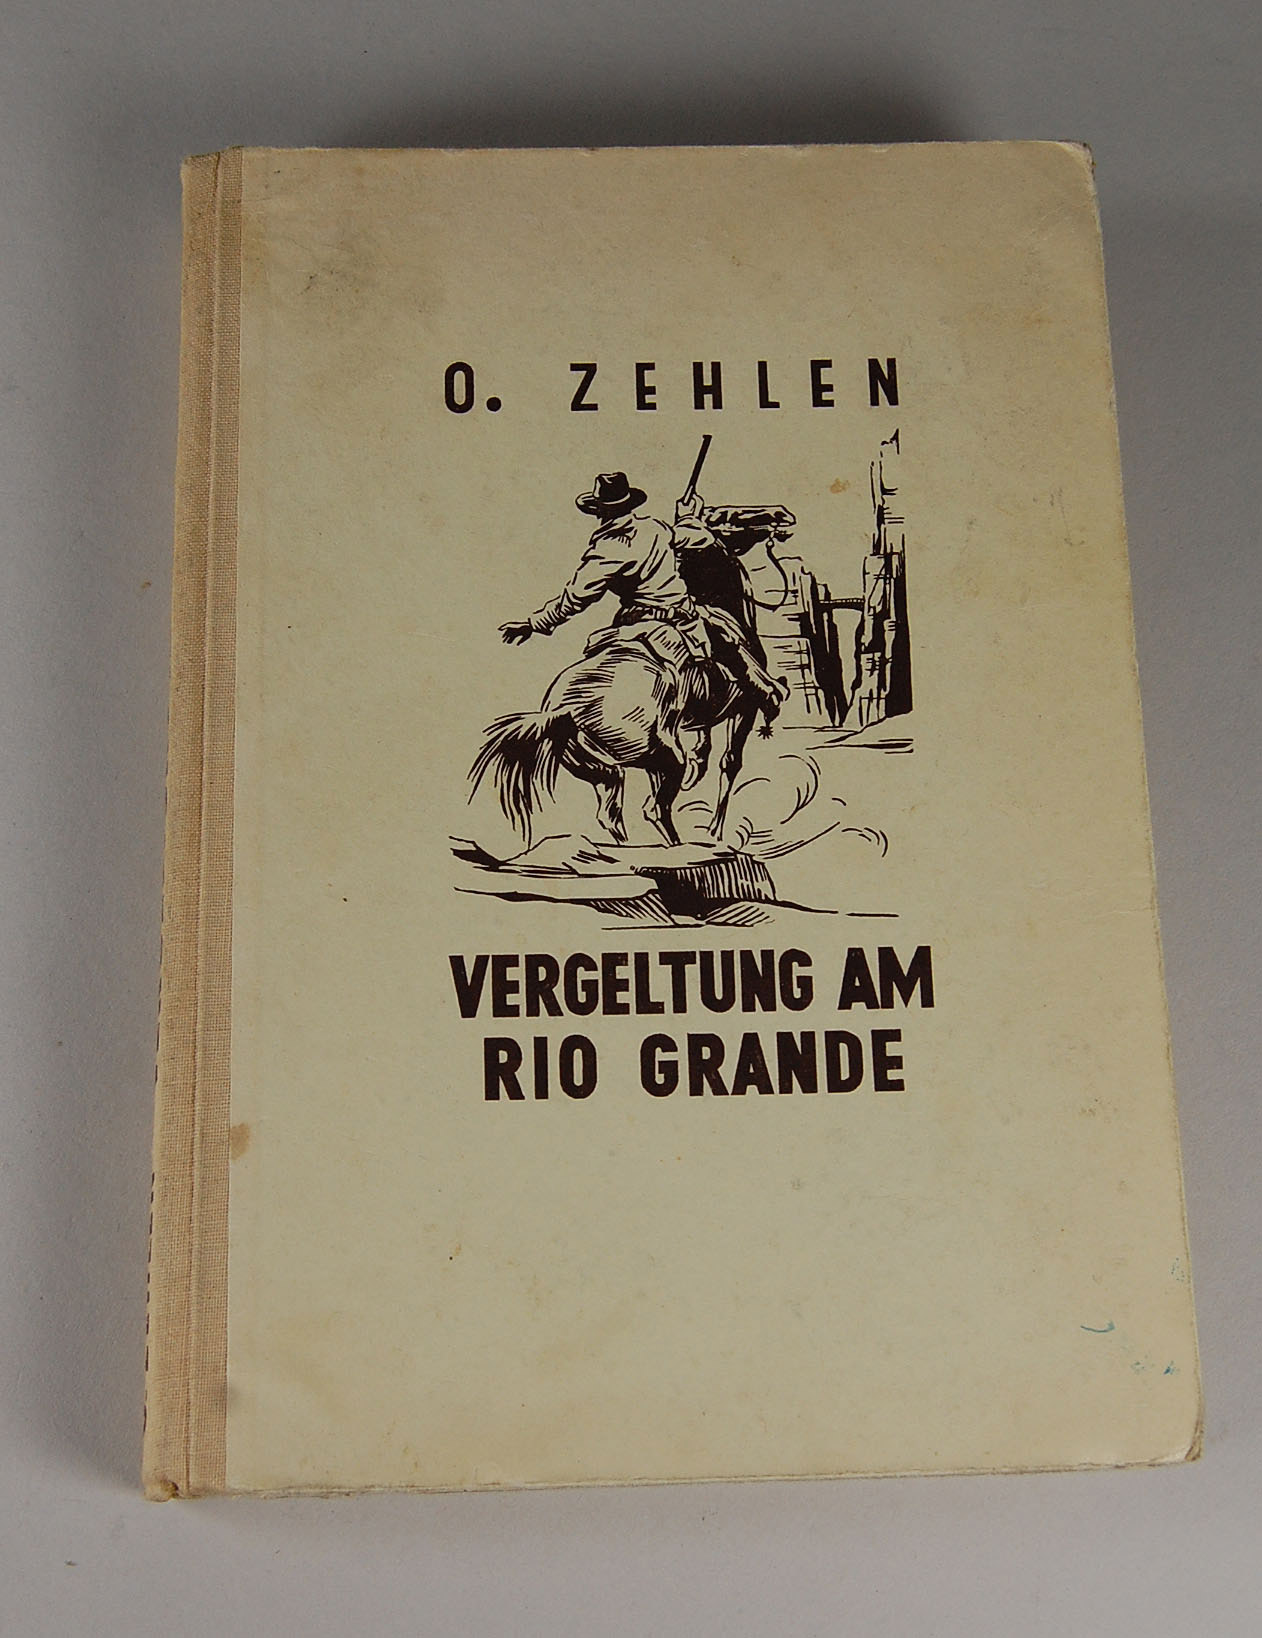 O. ZEHLEN
VERGELTUNG AM
RIO GRANDE